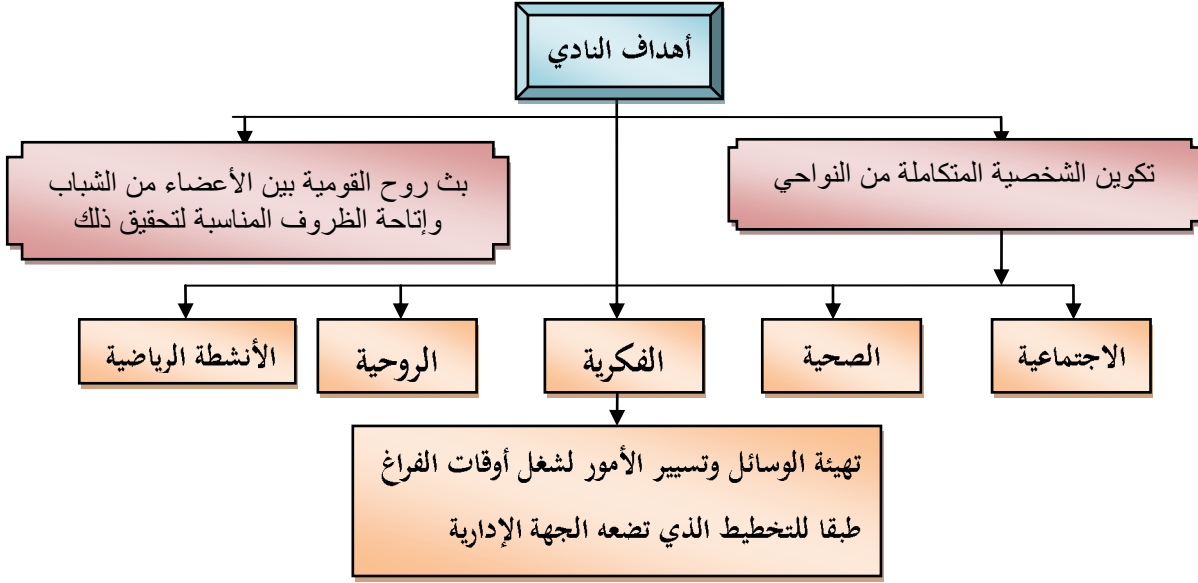 أهداف النادي
تكوين الشخصية المتكاملة من النواحي
بث روح القومية بين الأعضاء من الشباب
وإتاحة الظروف المناسبة لتحقيق ذلك
الاجتماعية
الصحية
الفكرية
الروحية
الأنشطة الرياضية
تهيئة الوسائل وتسيير الأمور لشغل أوقات الفراغ
طبقا للتخطيط الذي تضعه الجهة الإدارية